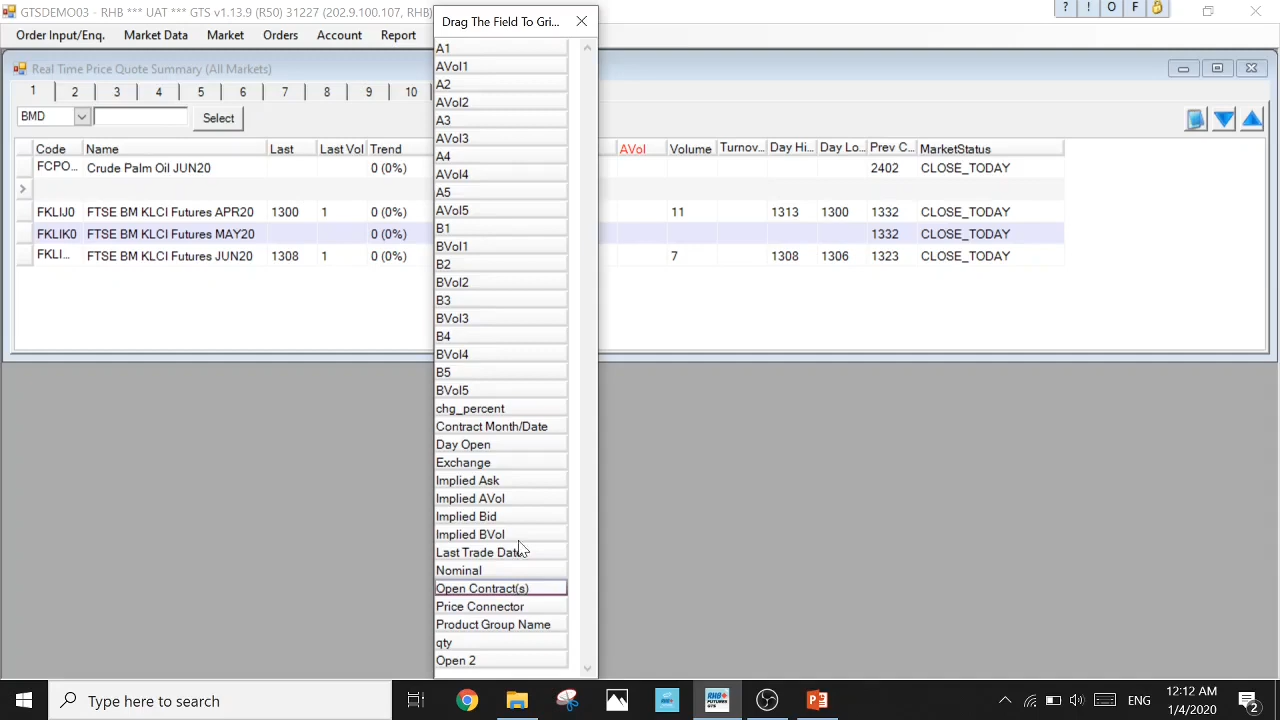 GTSDEMO03 - RHB *** UAT *** GTS v1.13.9 (R50) 31227 (202.9.100.107, RHB)
? ! O F
Order Input/Enq. Market Data Market Orders Account Report
Drag The Field To Gri...
Real Time Price Quote Summary (All Markets)
1 2 3 4 5 6 7 8 9 10
BMD Select
Code Name Last Last Vol Trend AVol Volume Turnov... Day Hi... Day Lo... Prev C... MarketStatus
FCPO... Crude Palm Oil JUN20 0 (0%) 2402 CLOSE_TODAY
FKLIJ0 FTSE BM KLCI Futures APR20 1300 1 0 (0%) 11 1313 1300 1332 CLOSE_TODAY
FKLIK0 FTSE BM KLCI Futures MAY20 0 (0%) 1332 CLOSE_TODAY
FKLI... FTSE BM KLCI Futures JUN20 1308 1 0 (0%) 7 1308 1306 1323 CLOSE_TODAY
A1
AVol1
A2
AVol2
A3
AVol3
A4
AVol4
A5
AVol5
B1
BVol1
B2
BVol2
B3
BVol3
B4
BVol4
B5
BVol5
chg_percent
Contract Month/Date
Day Open
Exchange
Implied Ask
Implied AVol
Implied Bid
Implied BVol
Last Trade Date
Nominal
Open Contract(s)
Price Connector
Product Group Name
qty
Open 2
Type here to search
RHB FUTURES GTS
ENG
12:12 AM
1/4/2020
2